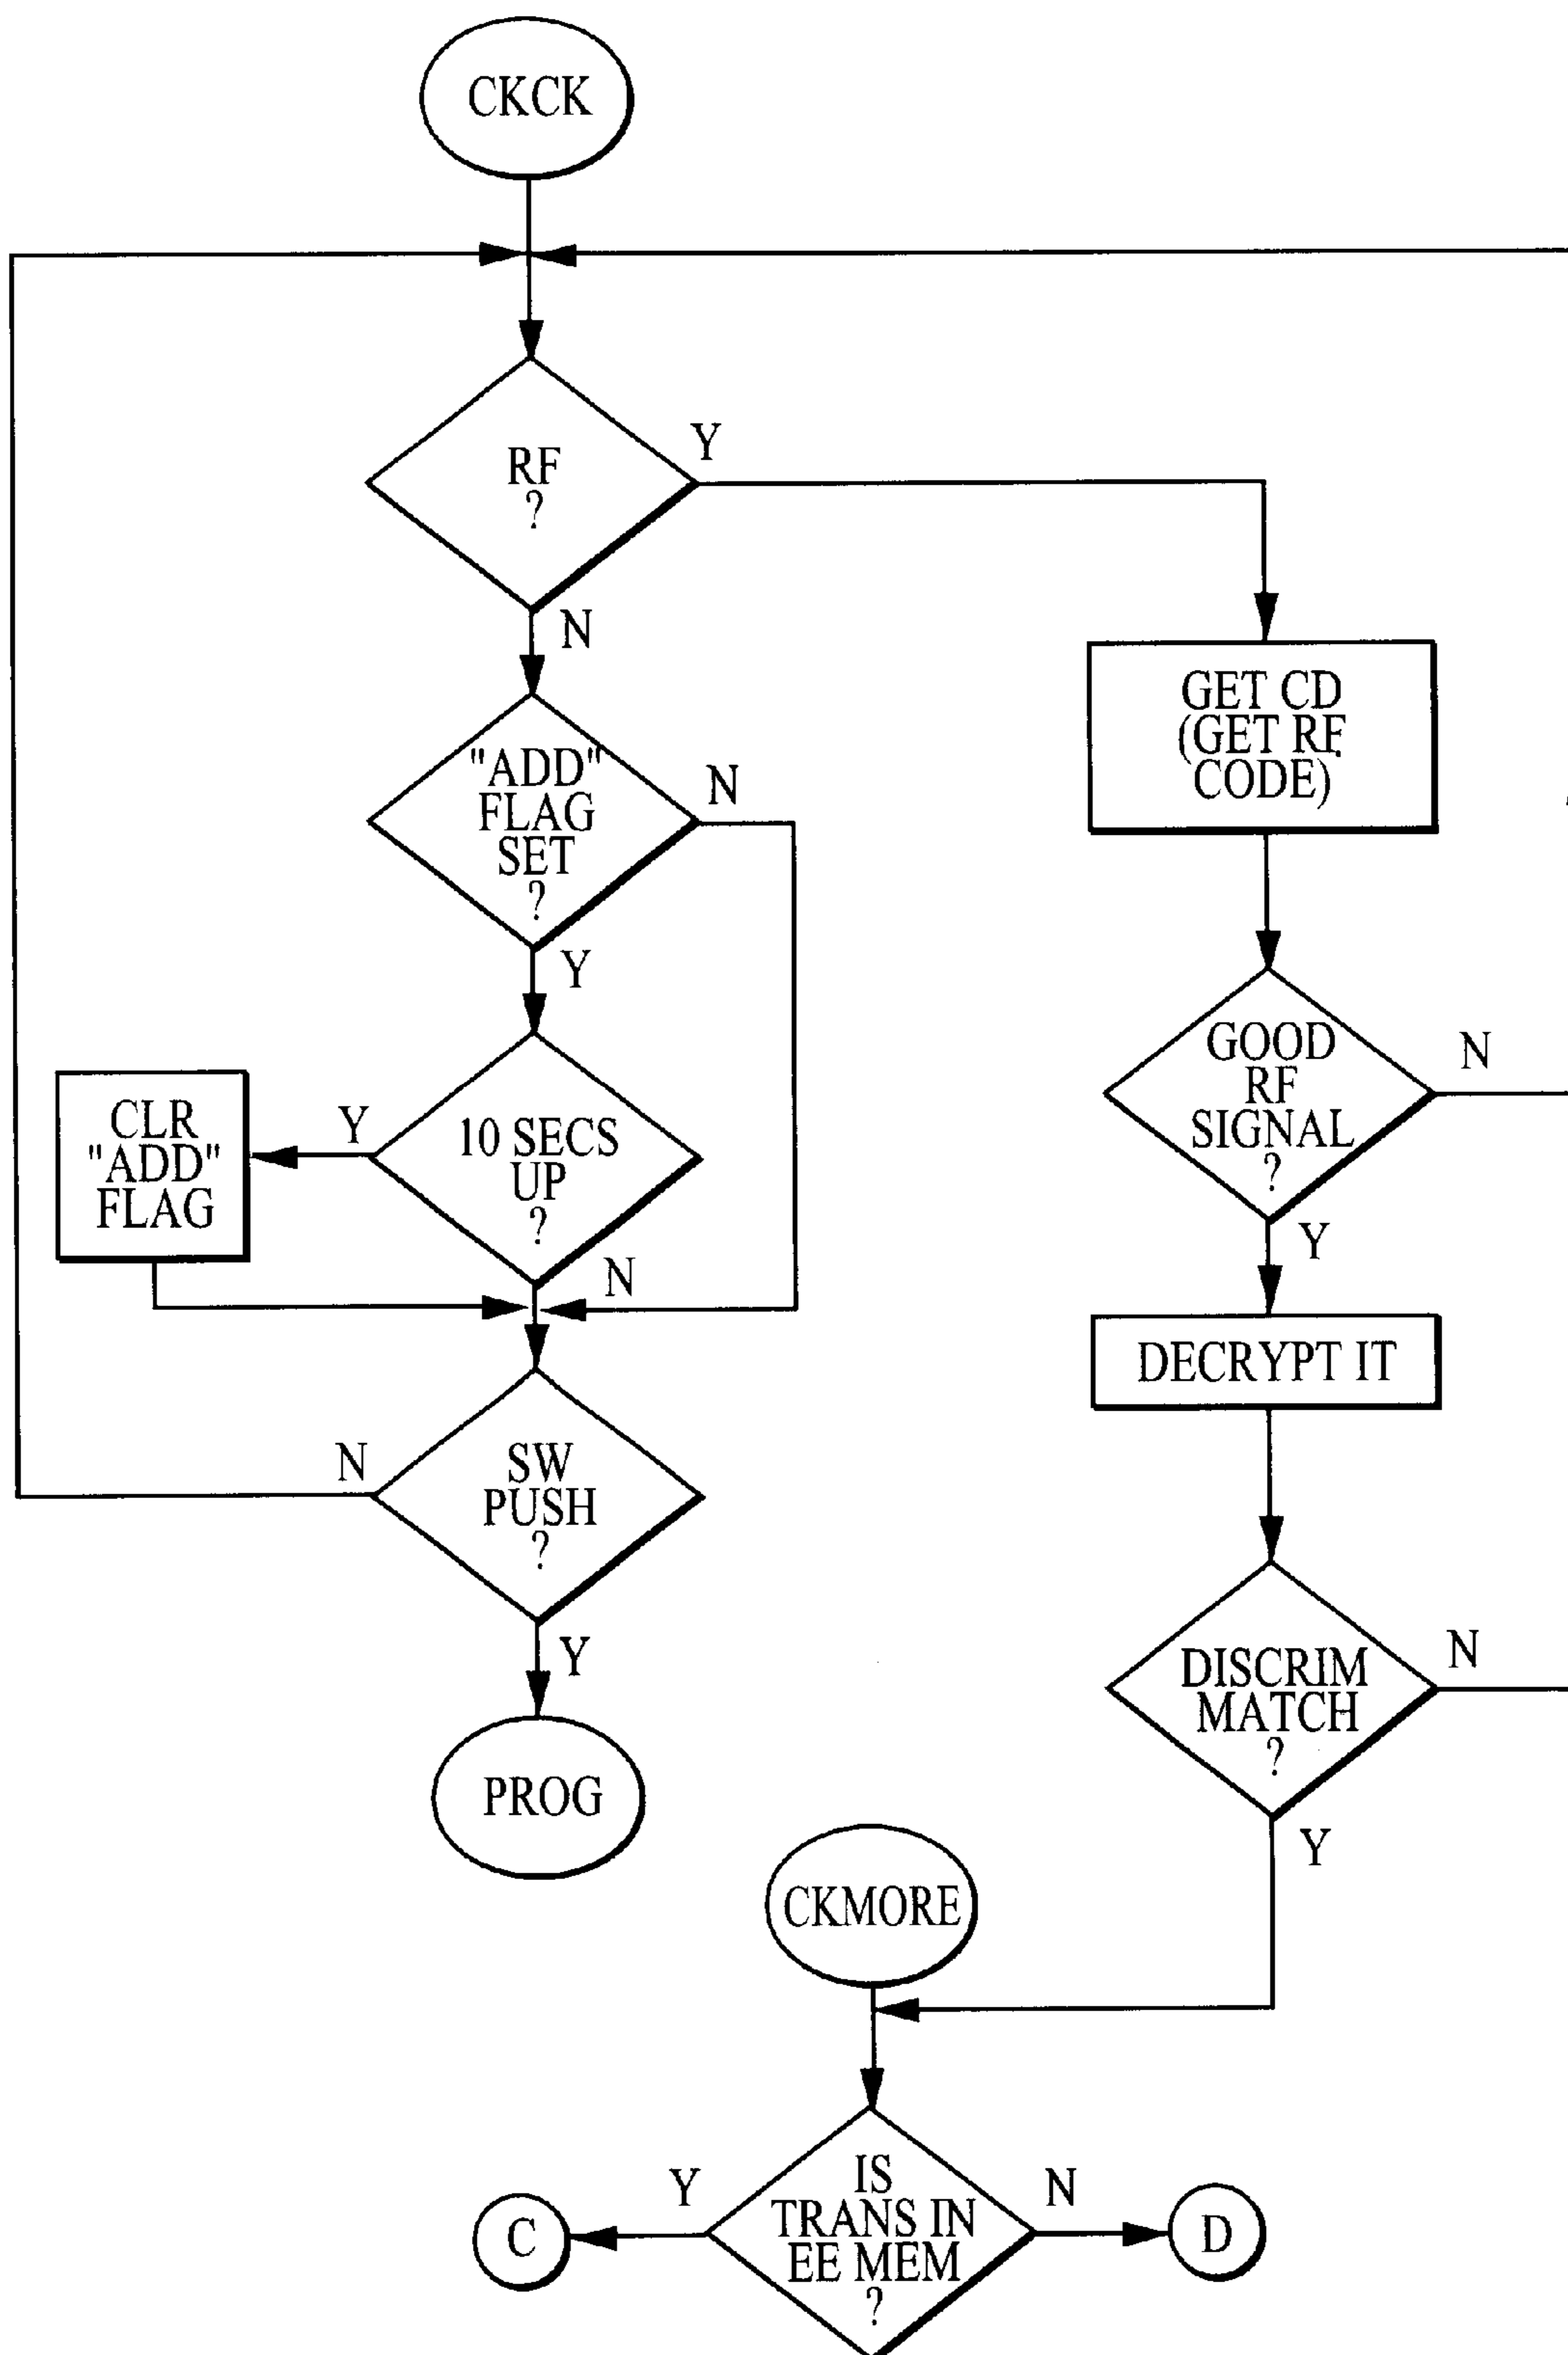 CKCK
RF
?
Y
N
"ADD"
FLAG
SET
?
N
Y
10 SECS
UP
?
Y
N
CLR
"ADD"
FLAG
SW
PUSH
?
N
Y
PROG
GET CD
(GET RF
CODE)
GOOD
RF
SIGNAL
?
N
Y
DECRYPT IT
DISCRIM
MATCH
?
N
Y
CKMORE
IS
TRANS IN
EE MEM
?
Y
N
C
D